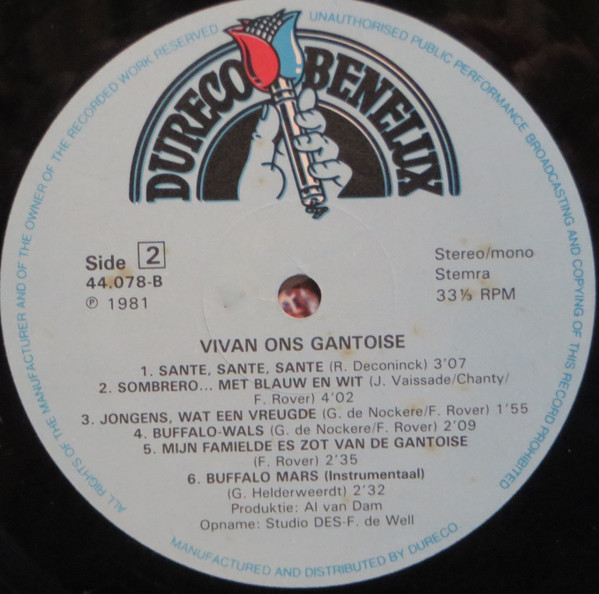 DURECO BENELUX
ALL RIGHTS OF THE MANUFACTURER AND OF THE OWNER OF THE RECORDED WORK RESERVED
UNAUTHORISED PUBLIC PERFORMANCE BROADCASTING AND COPYING OF THIS RECORD PROHIBITED
Side 2
44.078-B
℗ 1981
Stereo/mono
Stemra
33⅓ RPM
VIVAN ONS GANTOISE
1. SANTE, SANTE, SANTE (R. Deconinck) 3'07
2. SOMBRERO... MET BLAUW EN WIT (J. Vaissade/Chanty/
F. Rover) 4'02
3. JONGENS, WAT EEN VREUGDE (G. de Nockere/F. Rover) 1'55
4. BUFFALO-WALS (G. de Nockere/F. Rover) 2'09
5. MIJN FAMIELDE ES ZOT VAN DE GANTOISE
(F. Rover) 2'35
6. BUFFALO MARS (Instrumentaal)
(G. Helderweerdt) 2'32
Produktie: Al van Dam
Opname: Studio DES-F. de Well
MANUFACTURED AND DISTRIBUTED BY DURECO